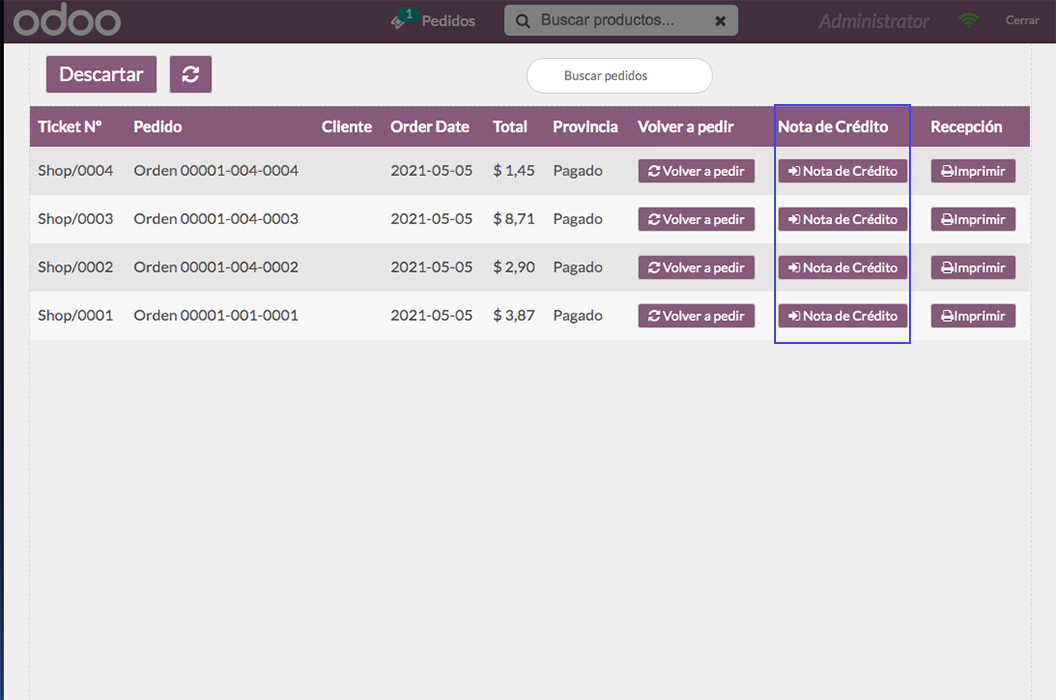 odoo 1 Pedidos Buscar productos... Administrator Cerrar
Descartar Buscar pedidos
Ticket Nº Pedido Cliente Order Date Total Provincia Volver a pedir Nota de Crédito Recepción
Shop/0004 Orden 00001-004-0004 2021-05-05 $ 1,45 Pagado Volver a pedir Nota de Crédito Imprimir
Shop/0003 Orden 00001-004-0003 2021-05-05 $ 8,71 Pagado Volver a pedir Nota de Crédito Imprimir
Shop/0002 Orden 00001-004-0002 2021-05-05 $ 2,90 Pagado Volver a pedir Nota de Crédito Imprimir
Shop/0001 Orden 00001-001-0001 2021-05-05 $ 3,87 Pagado Volver a pedir Nota de Crédito Imprimir